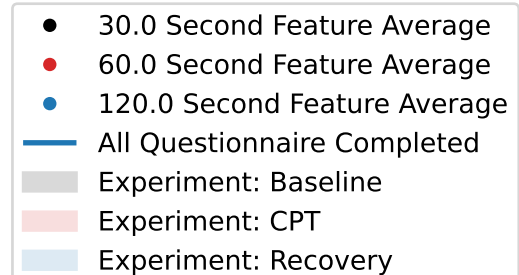 30.0 Second Feature Average
60.0 Second Feature Average
120.0 Second Feature Average
All Questionnaire Completed
Experiment: Baseline
Experiment: CPT
Experiment: Recovery